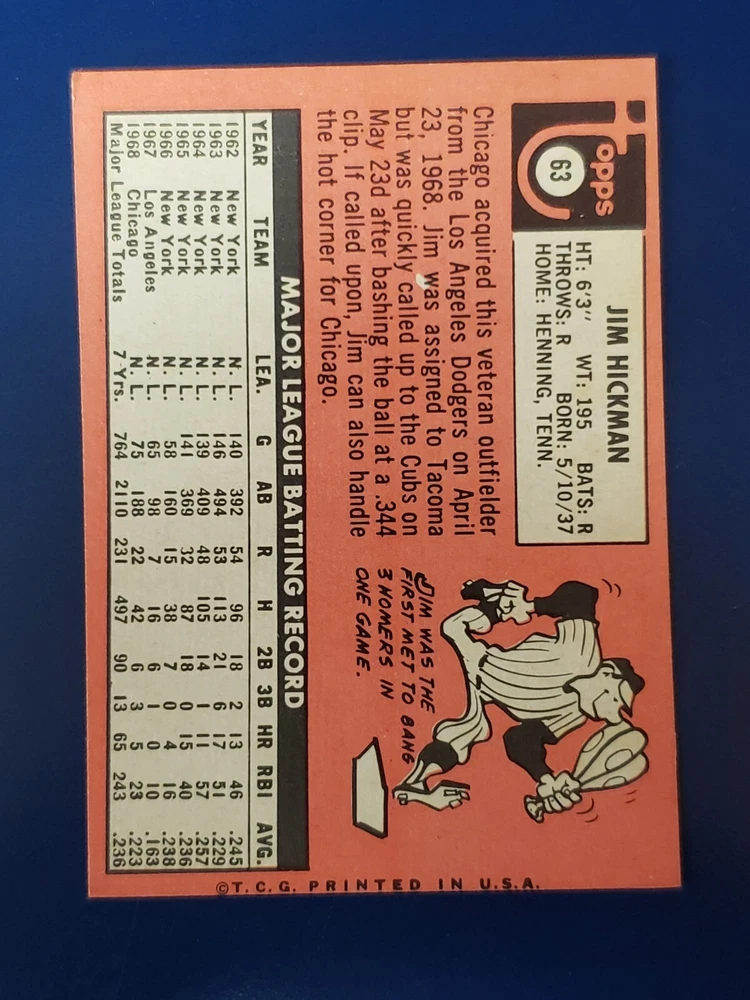 Topps
63
JIM HICKMAN
HT: 6'3" WT: 195 BATS: R
THROWS: R BORN: 5/10/37
HOME: HENNING, TENN.
Chicago acquired this veteran outfielder
from the Los Angeles Dodgers on April
23, 1968. Jim was assigned to Tacoma
but was quickly called up to the Cubs on
May 23d after bashing the ball at a .344
clip. If called upon, Jim can also handle
the hot corner for Chicago.
JIM WAS THE
FIRST MET TO BANG
3 HOMERS IN
ONE GAME.
MAJOR LEAGUE BATTING RECORD
YEAR TEAM LEA. G AB R H 2B 3B HR RBI AVG.
1962 New York N. L. 140 392 54 96 18 2 13 46 .245
1963 New York N. L. 146 494 53 113 21 6 17 51 .229
1964 New York N. L. 139 409 48 105 14 1 11 57 .257
1965 New York N. L. 141 369 32 87 18 0 15 40 .236
1966 New York N. L. 58 160 15 38 7 0 4 16 .238
1967 Los Angeles N. L. 65 98 7 16 6 1 0 10 .163
1968 Chicago N. L. 75 188 22 42 6 3 5 23 .223
Major League Totals 7 Yrs. 764 2110 231 497 90 13 65 243 .236
©T.C.G. PRINTED IN U.S.A.